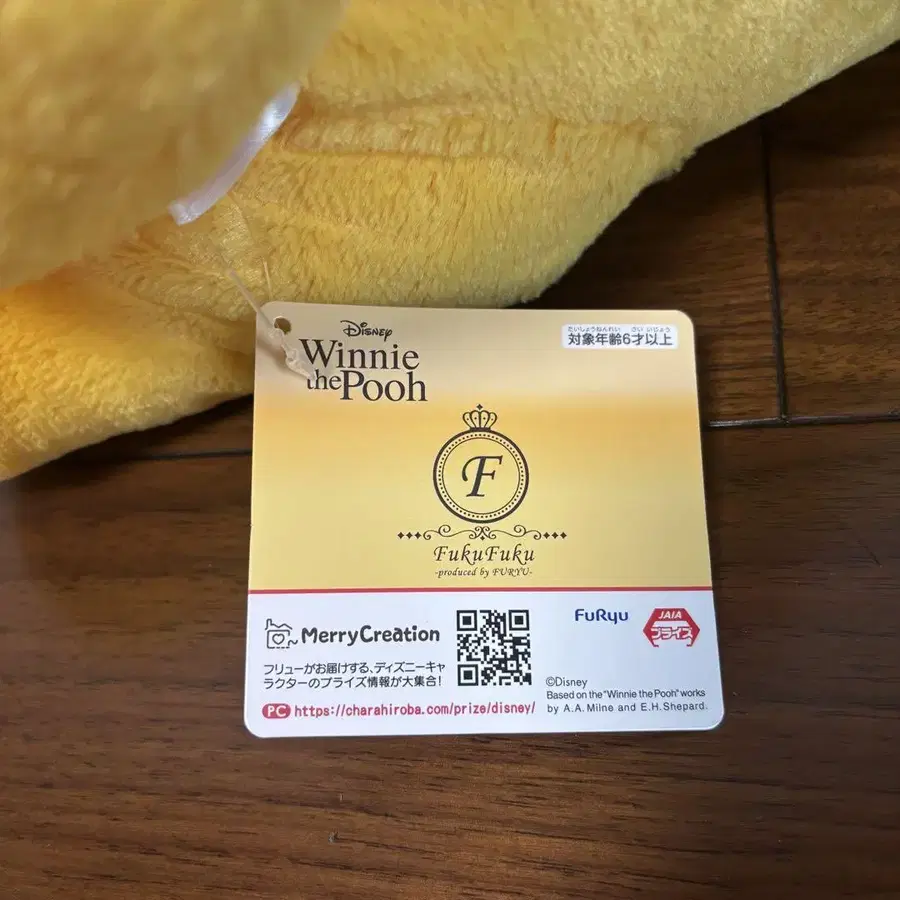 Disney
Winnie
the Pooh
たいしょうねんれい さい いじょう
対象年齢6才以上
F
FukuFuku
-produced by FURYU-
MerryCreation
フリューがお届けする、ディズニーキャ
ラクターのプライズ情報が大集合!
PC https://charahiroba.com/prize/disney/
FuRyu
JAIA
プライズ
©Disney
Based on the "Winnie the Pooh" works
by A.A. Milne and E.H. Shepard.